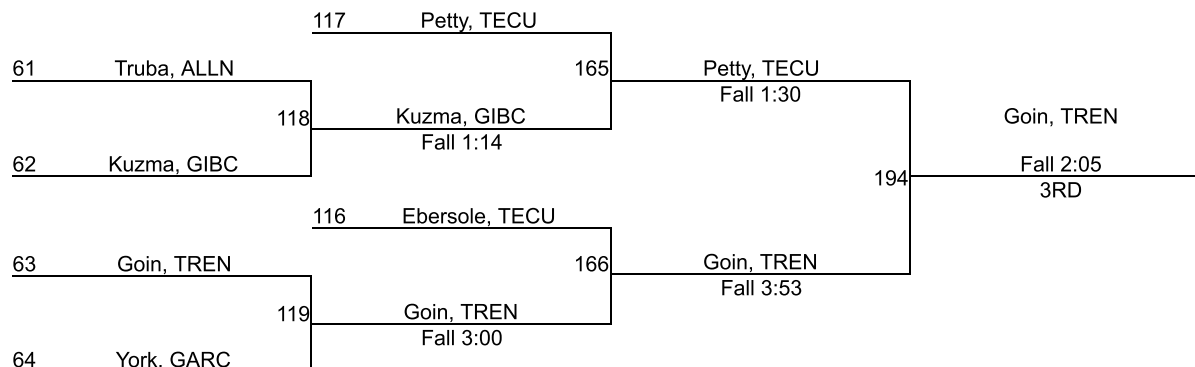 117 Petty, TECU
61 Truba, ALLN
165 Petty, TECU
Fall 1:30
118 Kuzma, GIBC
Fall 1:14
Goin, TREN
62 Kuzma, GIBC
194 Fall 2:05
3RD
116 Ebersole, TECU
63 Goin, TREN
166 Goin, TREN
Fall 3:53
119 Goin, TREN
Fall 3:00
64 York, GARC